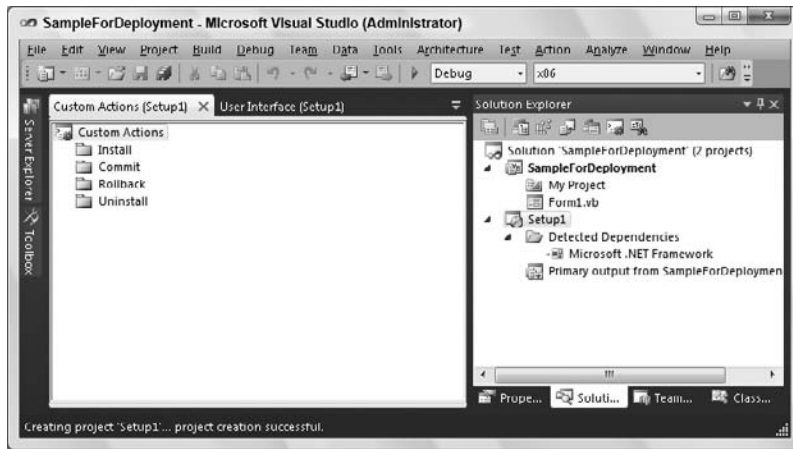 SampleForDeployment - Microsoft Visual Studio (Administrator)
File Edit View Project Build Debug Team Data Tools Architecture Test Action Analyze Window Help
Debug x86
Server Explorer
Toolbox
Custom Actions (Setup1) User Interface (Setup1)
Custom Actions
Install
Commit
Rollback
Uninstall
Solution Explorer
Solution 'SampleForDeployment' (2 projects)
SampleForDeployment
My Project
Form1.vb
Setup1
Detected Dependencies
Microsoft .NET Framework
Primary output from SampleForDeploymen
Prope... Soluti... Team... Class...
Creating project 'Setup1'... project creation successful.